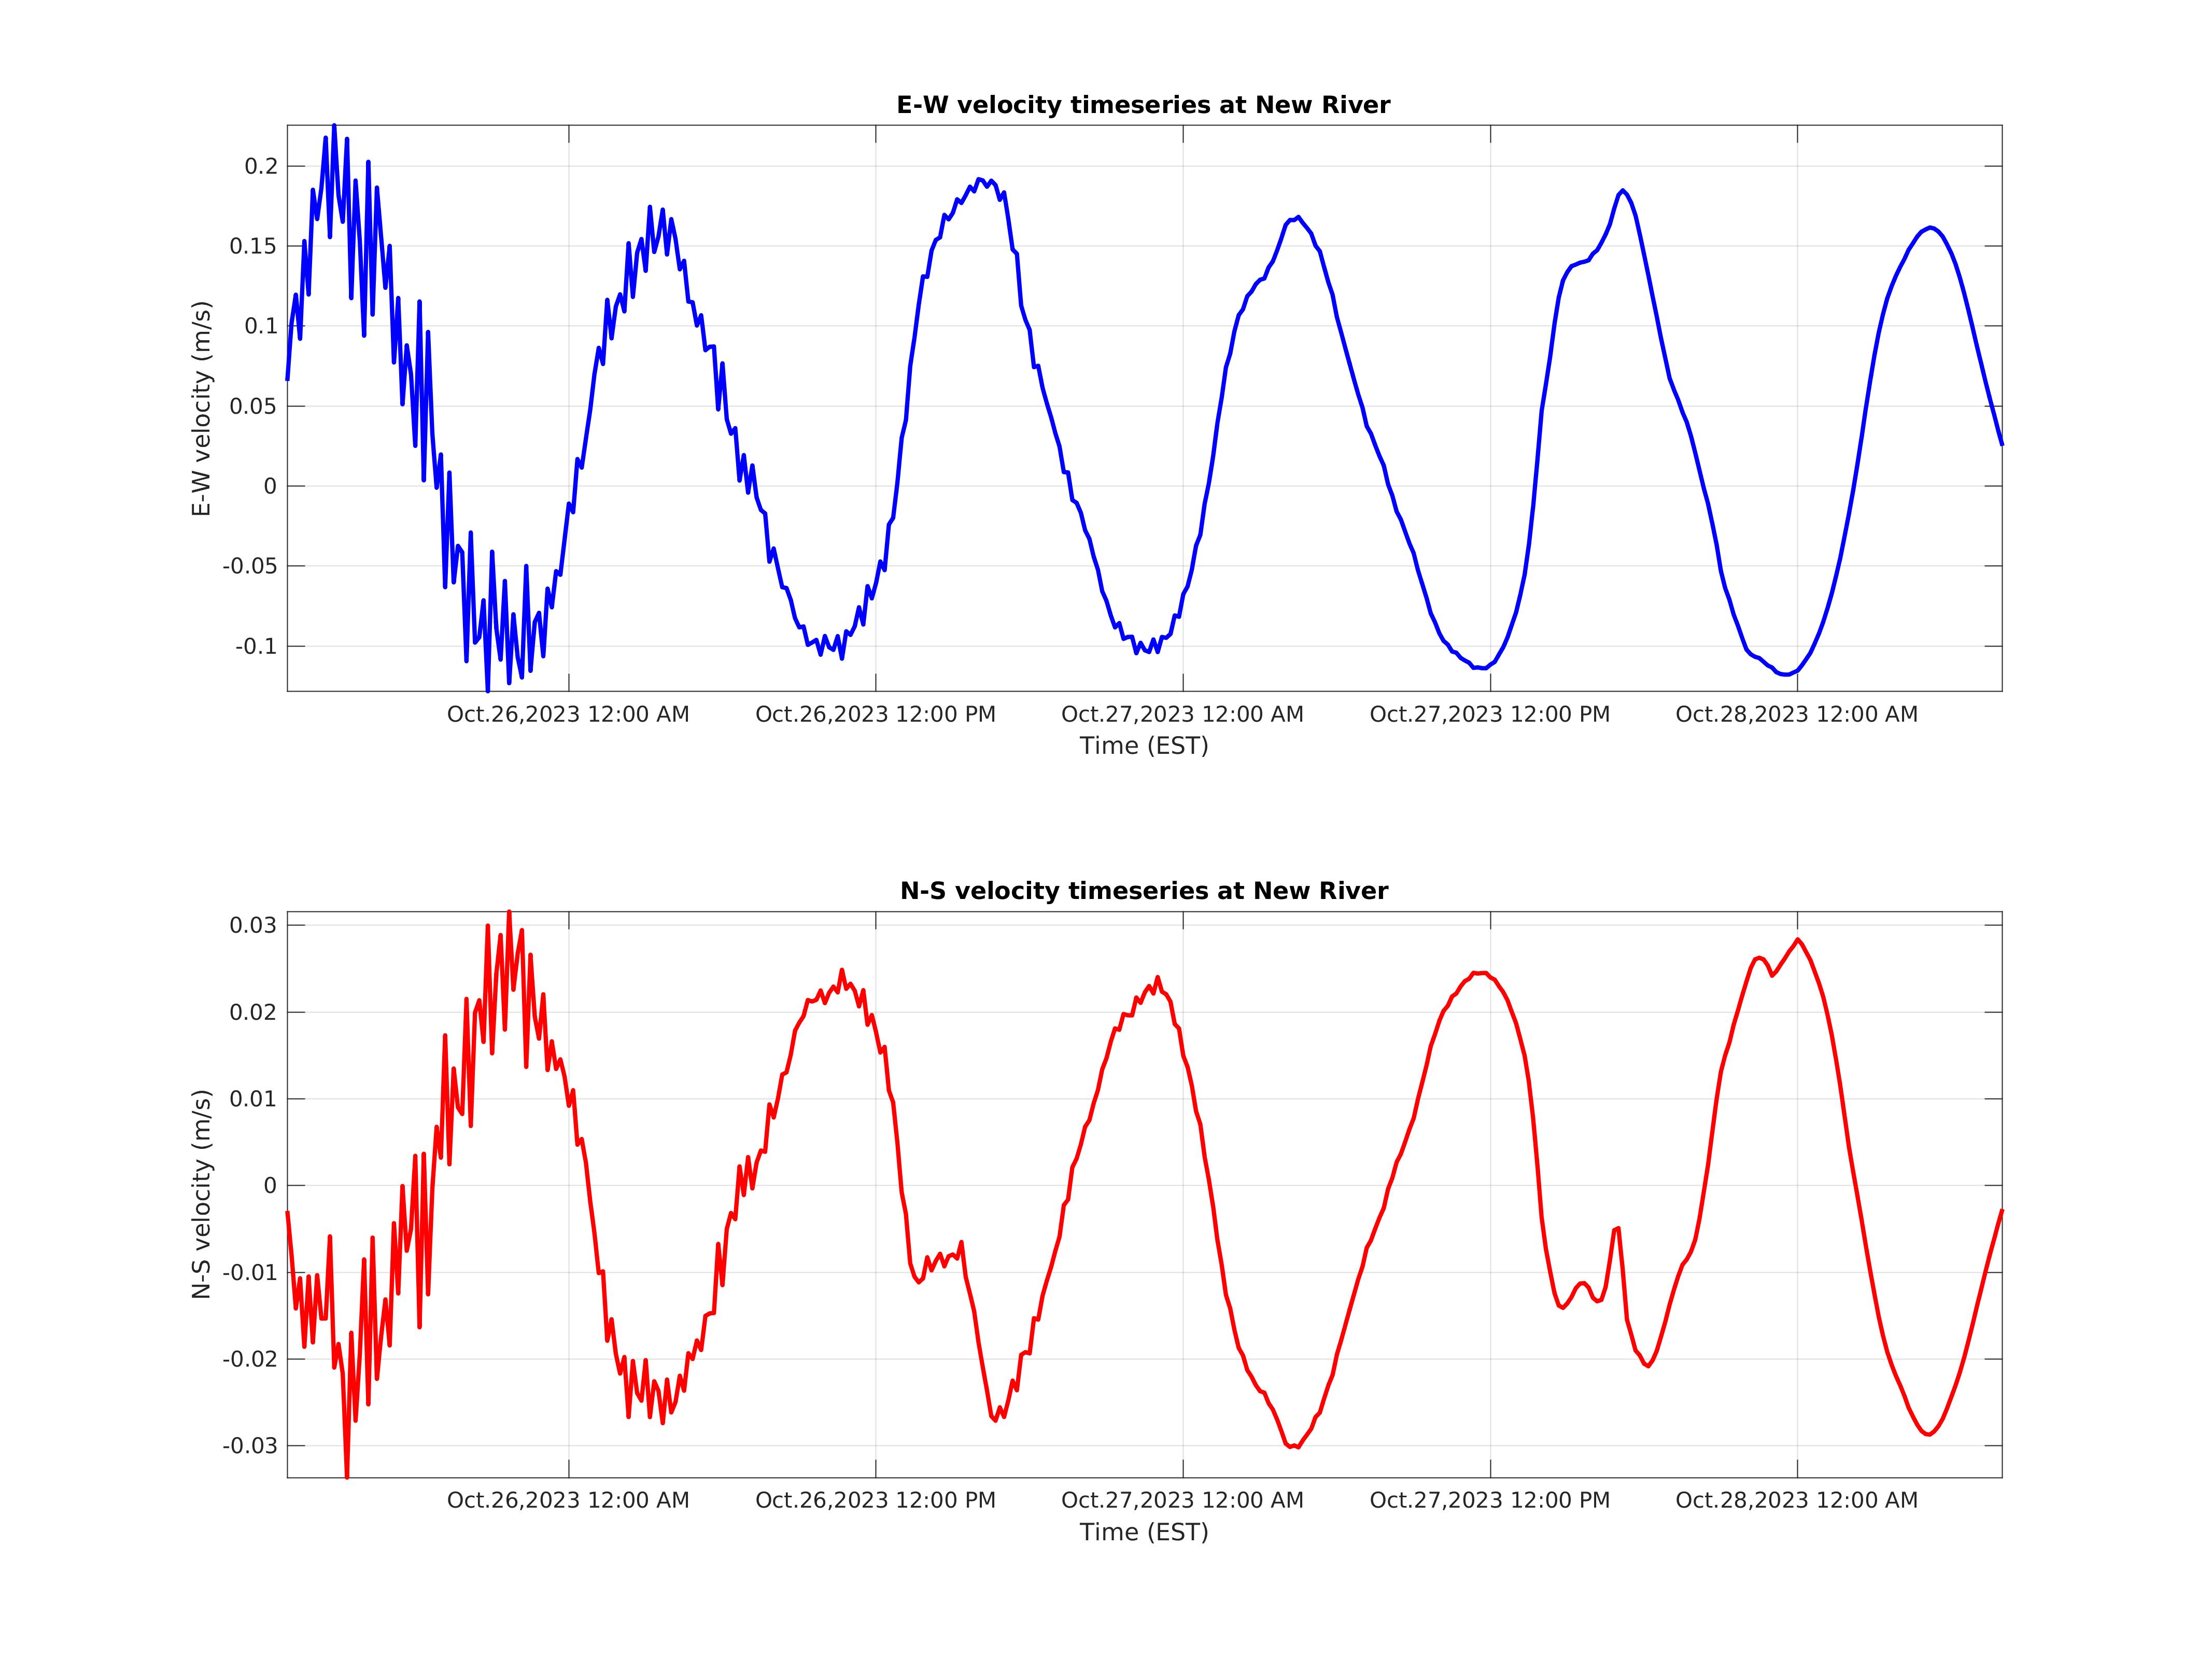 E-W velocity timeseries at New River
0.2
0.15
0.1
0.05
0
-0.05
-0.1
E-W velocity (m/s)
Oct.26,2023 12:00 AM Oct.26,2023 12:00 PM Oct.27,2023 12:00 AM Oct.27,2023 12:00 PM Oct.28,2023 12:00 AM
Time (EST)
N-S velocity timeseries at New River
0.03
0.02
0.01
0
-0.01
-0.02
-0.03
N-S velocity (m/s)
Oct.26,2023 12:00 AM Oct.26,2023 12:00 PM Oct.27,2023 12:00 AM Oct.27,2023 12:00 PM Oct.28,2023 12:00 AM
Time (EST)